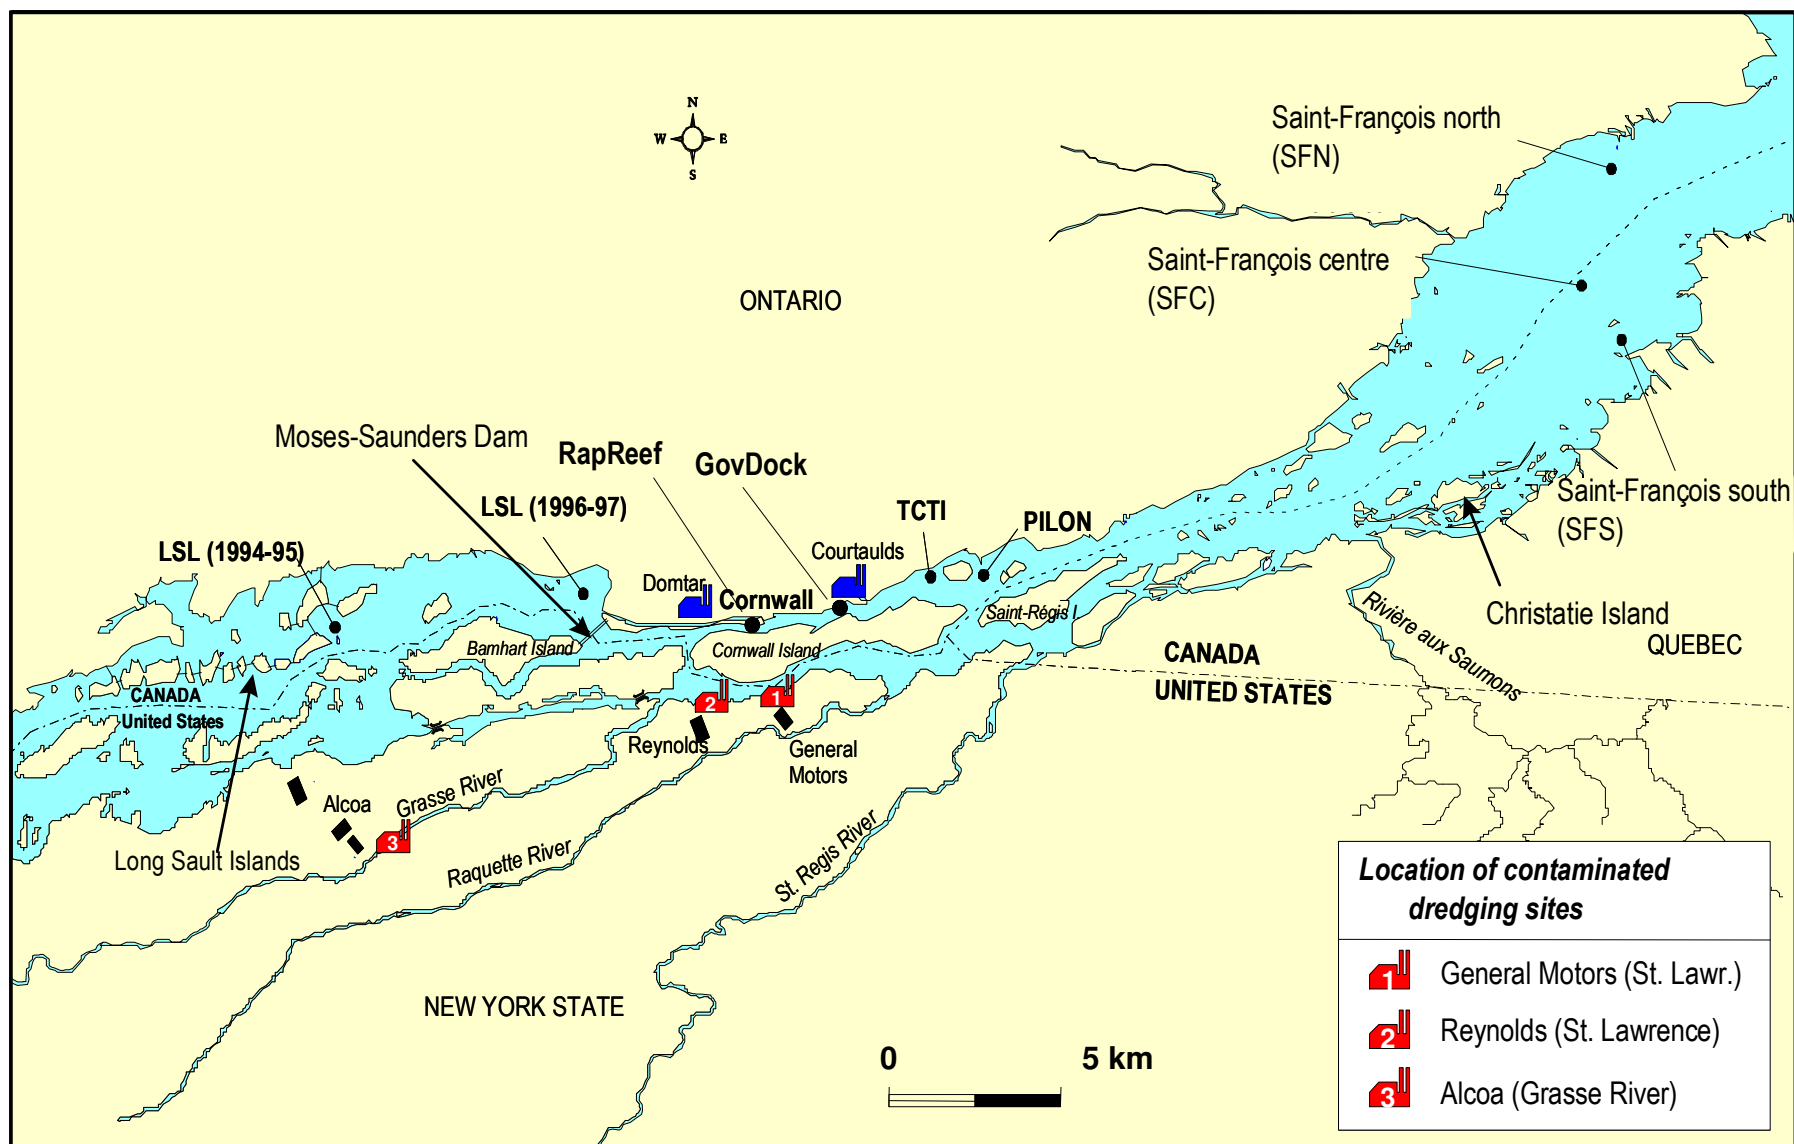 N
W
E
S
Saint-François north
(SFN)
Saint-François centre
(SFC)
ONTARIO
Moses-Saunders Dam
RapReef
GovDock
LSL (1996-97)
TCTI
PILON
Saint-François south
(SFS)
LSL (1994-95)
Courtaulds
Domtar
Cornwall
Saint-Régis I
Christatie Island
Rivière aux Saumons
QUEBEC
Barnhart Island
Cornwall Island
CANADA
UNITED STATES
CANADA
United States
1
2
Reynolds
General
Motors
Grasse River
Alcoa
3
Long Sault Islands
Raquette River
St. Regis River
NEW YORK STATE
0
5 km
Location of contaminated
dredging sites
1 General Motors (St. Lawr.)
2 Reynolds (St. Lawrence)
3 Alcoa (Grasse River)